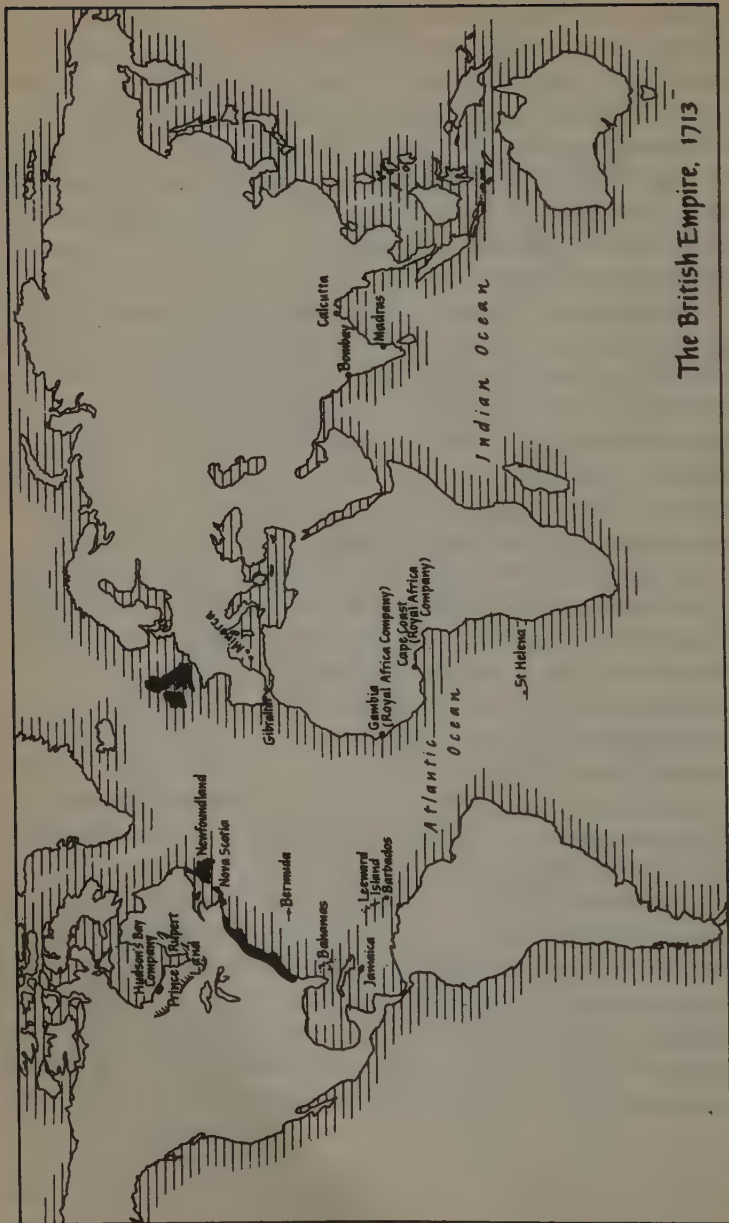 Hudson's Bay
Company
Prince Rupert
Land
Newfoundland
Nova Scotia
Bermuda
Bahamas
Jamaica
Leeward
Island
Barbados
Atlantic
Ocean
Gibraltar
Minorca
Gambia
(Royal Africa Company)
Cape Coast
(Royal Africa
Company)
St Helena
Calcutta
Bombay
Madras
Indian Ocean
The British Empire, 1713